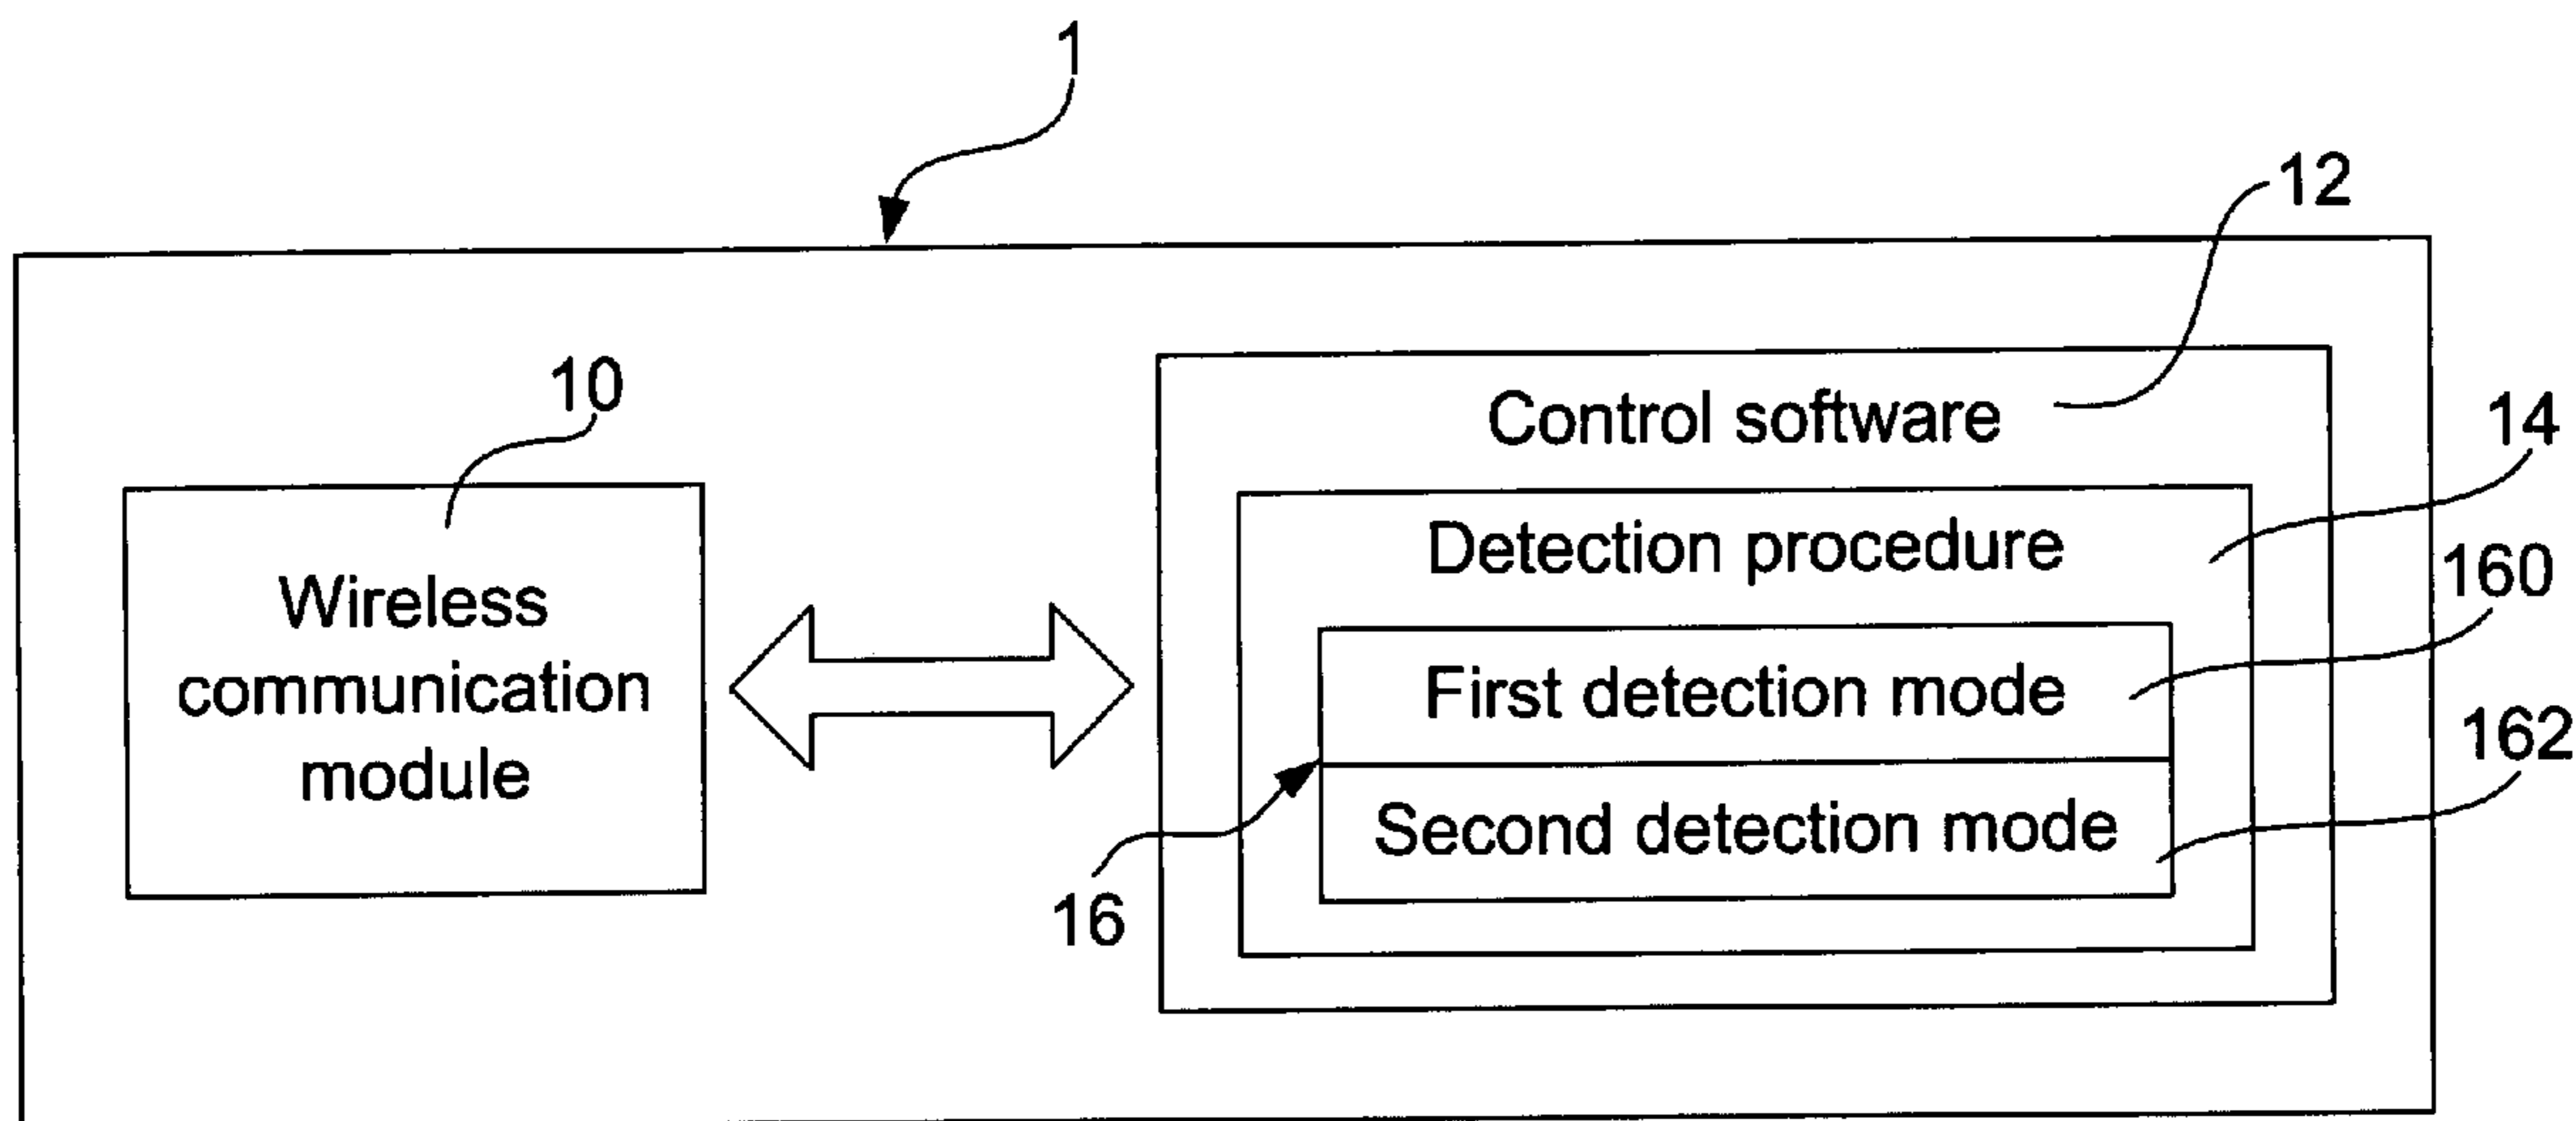 1
12
10
Control software
14
Detection procedure
160
Wireless
communication
module
First detection mode
162
Second detection mode
16